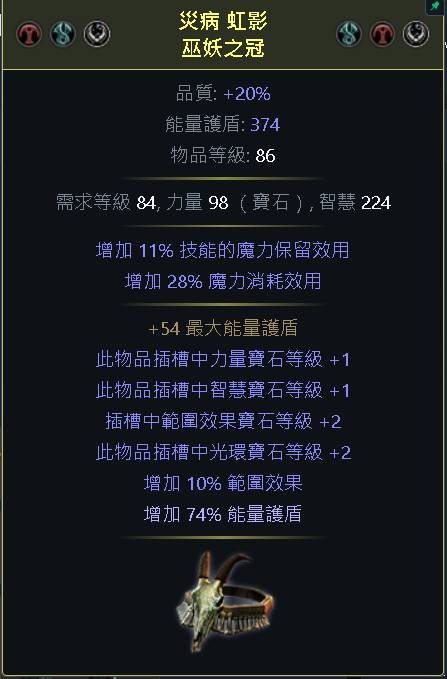 災病 虹影
巫妖之冠
品質: +20%
能量護盾: 374
物品等級: 86
需求等級 84, 力量 98 (寶石), 智慧 224
增加 11% 技能的魔力保留效用
增加 28% 魔力消耗效用
+54 最大能量護盾
此物品插槽中力量寶石等級 +1
此物品插槽中智慧寶石等級 +1
插槽中範圍效果寶石等級 +2
此物品插槽中光環寶石等級 +2
增加 10% 範圍效果
增加 74% 能量護盾